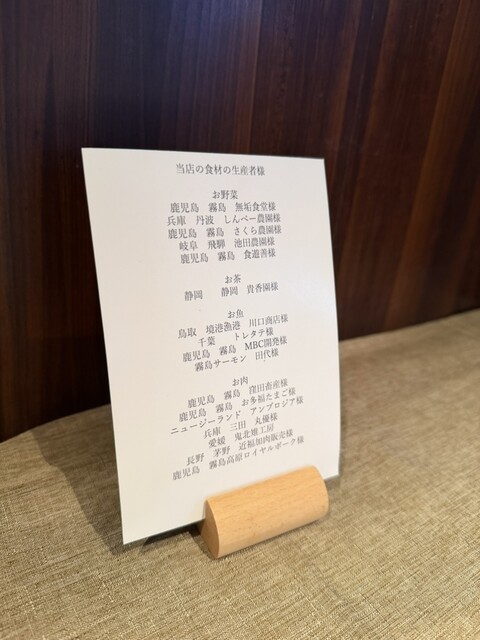 当店の食材の生産者様
お野菜
鹿児島 霧島 無垢食堂様
兵庫 丹波 しんべー農園様
鹿児島 霧島 さくら農園様
岐阜 飛騨 池田農園様
鹿児島 霧島 食遊善様
お茶
静岡 静岡 貴香園様
お魚
鳥取 境港漁港 川口商店様
千葉 トレタテ様
鹿児島 霧島 MBC開発様
霧島サーモン 田代様
お肉
鹿児島 霧島 窪田畜産様
鹿児島 霧島 お多福たまご様
ニュージーランド アンブロジア様
兵庫 三田 丸優様
愛媛 鬼北雉工房
長野 茅野 近福加肉販売様
鹿児島 霧島高原ロイヤルポーク様